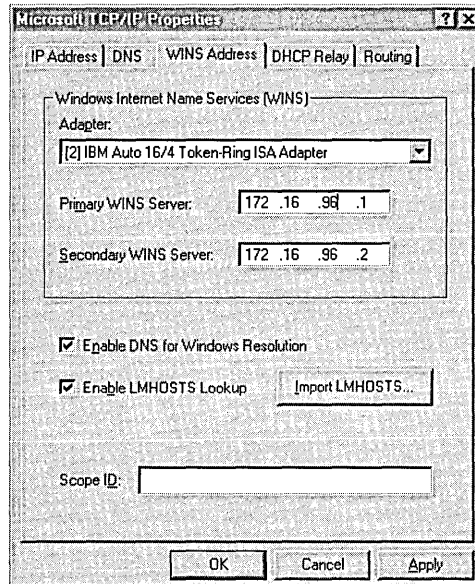 Microsoft TCP/IP Properties
IP Address DNS WINS Address DHCP Relay Routing
Windows Internet Name Services (WINS)
Adapter:
[2] IBM Auto 16/4 Token-Ring ISA Adapter
Primary WINS Server: 172 .16 .96 .1
Secondary WINS Server: 172 .16 .96 .2
Enable DNS for Windows Resolution
Enable LMHOSTS Lookup Import LMHOSTS...
Scope ID:
OK Cancel Apply